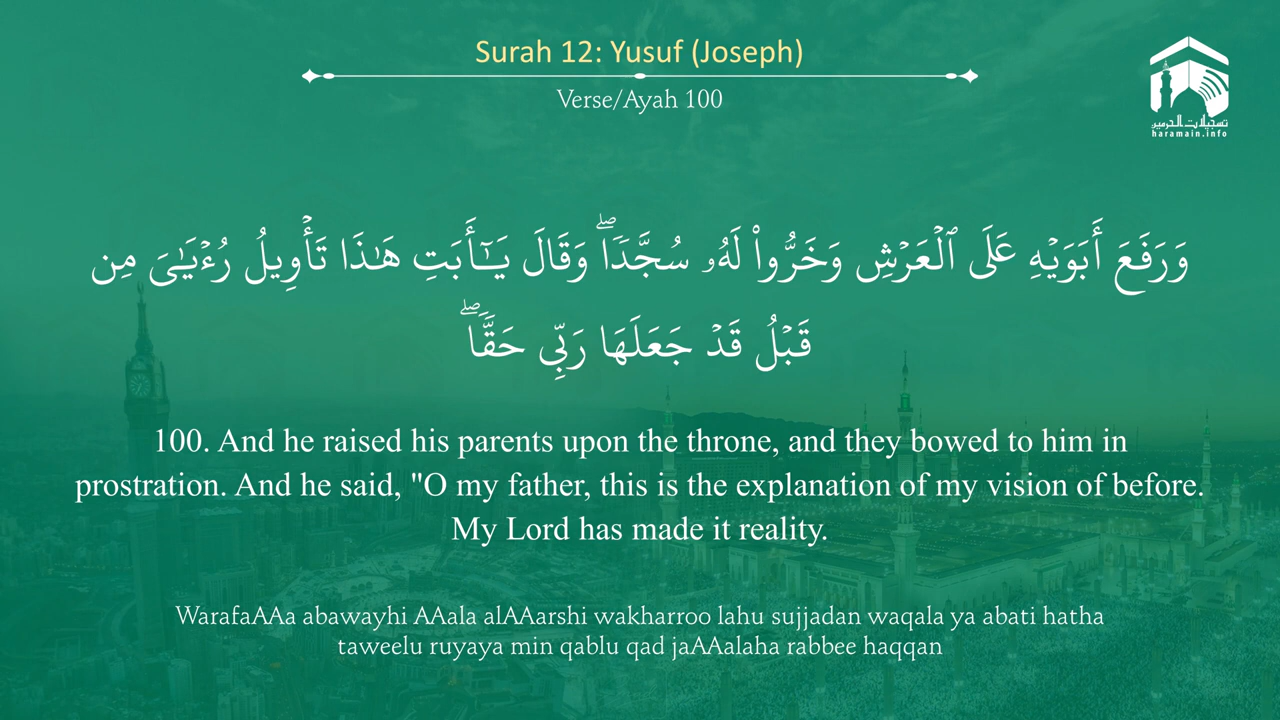 Surah 12: Yusuf (Joseph)
Verse/Ayah 100
تسجيلات الحرمين
haramain.info
وَرَفَعَ أَبَوَيۡهِ عَلَى ٱلۡعَرۡشِ وَخَرُّواْ لَهُۥ سُجَّدٗاۖ وَقَالَ يَـٰٓأَبَتِ هَـٰذَا تَأۡوِيلُ رُءۡيَـٰيَ مِن
قَبۡلُ قَدۡ جَعَلَهَا رَبِّي حَقّٗاۖ
100. And he raised his parents upon the throne, and they bowed to him in
prostration. And he said, "O my father, this is the explanation of my vision of before.
My Lord has made it reality.
WarafaAAa abawayhi AAala alAAarshi wakharroo lahu sujjadan waqala ya abati hatha
taweelu ruyaya min qablu qad jaAAalaha rabbee haqqan